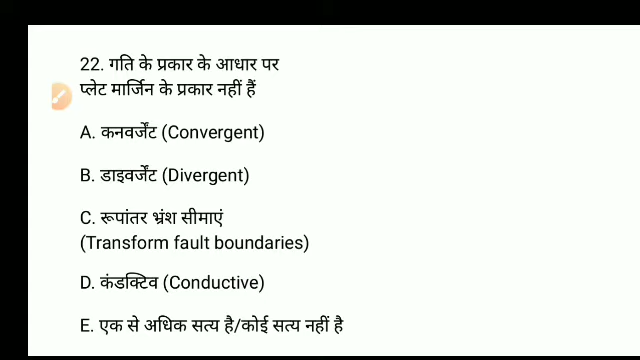 22. गति के प्रकार के आधार पर
प्लेट मार्जिन के प्रकार नहीं हैं
A. कनवर्जेंट (Convergent)
B. डाइवर्जेंट (Divergent)
C. रूपांतर भ्रंश सीमाएं
(Transform fault boundaries)
D. कंडक्टिव (Conductive)
E. एक से अधिक सत्य है/कोई सत्य नहीं है